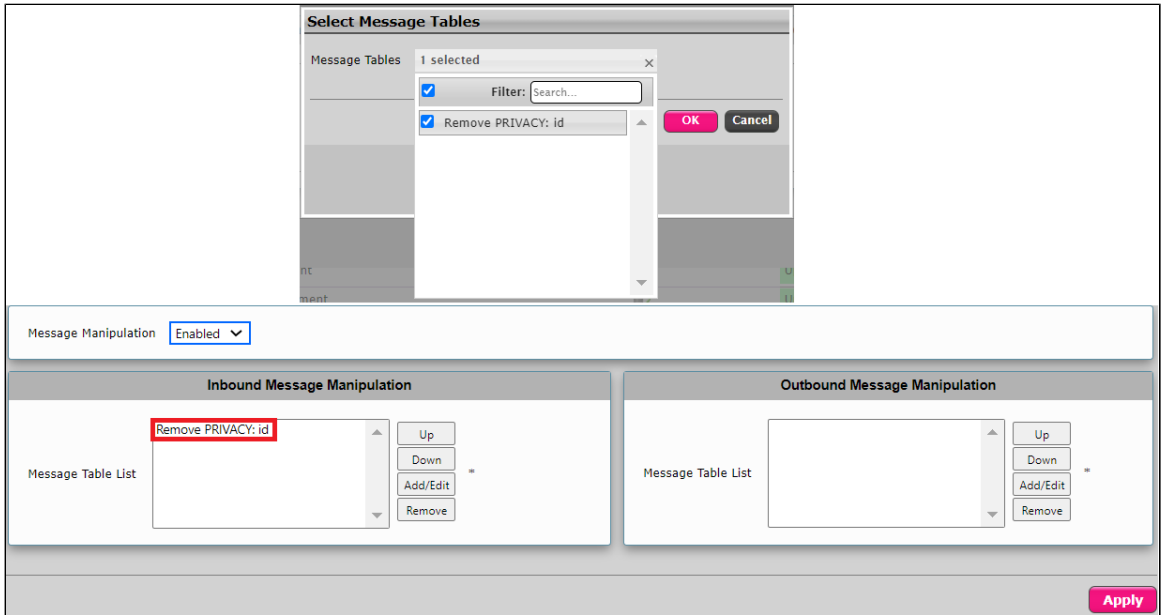 Select Message Tables
Message Tables 1 selected ×
Filter: Search...
Remove PRIVACY: id
OK Cancel
Message Manipulation Enabled
Inbound Message Manipulation
Message Table List
Remove PRIVACY: id
Up
Down
Add/Edit
Remove
*
Outbound Message Manipulation
Message Table List
Up
Down
Add/Edit
Remove
*
Apply